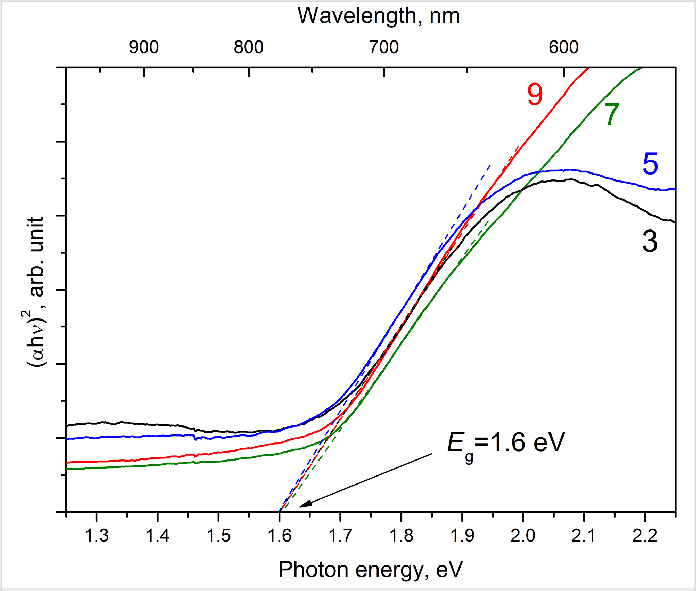 Wavelength, nm
900 800 700 600
9
7
5
3
(αhν)², arb. unit
E_g=1.6 eV
1.3 1.4 1.5 1.6 1.7 1.8 1.9 2.0 2.1 2.2
Photon energy, eV